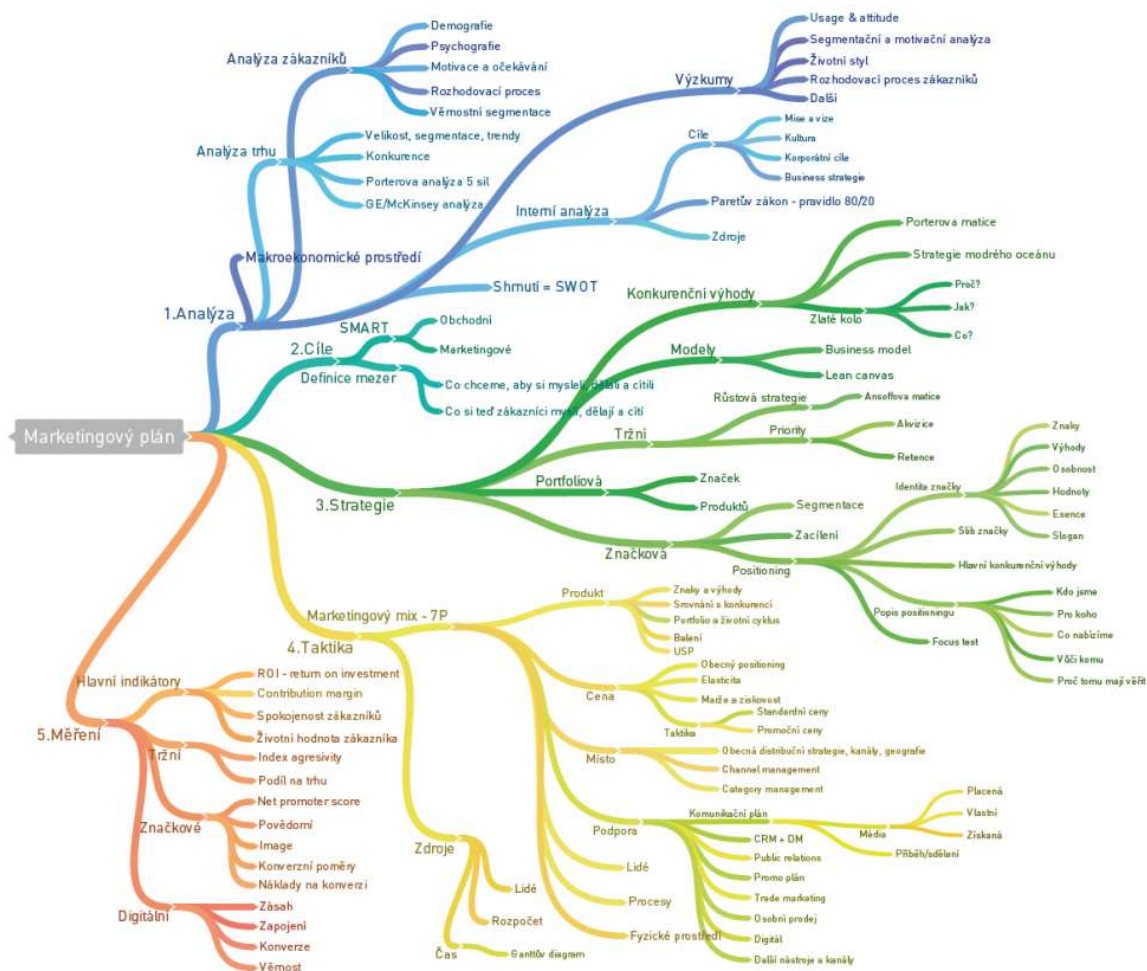 Marketingový plán
1.Analýza
Analýza zákazníků
Demografie
Psychografie
Motivace a očekávání
Rozhodovací proces
Věrnostní segmentace
Analýza trhu
Velikost, segmentace, trendy
Konkurence
Porterova analýza 5 sil
GE/McKinsey analýza
Makroekonomické prostředí
Výzkumy
Usage & attitude
Segmentační a motivační analýza
Životní styl
Rozhodovací proces zákazníků
Další
Interní analýza
Cíle
Mise a vize
Kultura
Korporátní cíle
Business strategie
Paretův zákon - pravidlo 80/20
Zdroje
Shrnutí = SWOT
2.Cíle
SMART
Obchodní
Marketingové
Definice mezer
Co chceme, aby si mysleli, dělali a cítili
Co si teď zákazníci myslí, dělají a cítí
3.Strategie
Konkurenční výhody
Porterova matice
Strategie modrého oceánu
Zlaté kolo
Proč?
Jak?
Co?
Modely
Business model
Lean canvas
Tržní
Růstová strategie
Ansoffova matice
Priority
Akvizice
Retence
Portfoliová
Značek
Produktů
Značková
Segmentace
Zacílení
Positioning
Identita značky
Znaky
Výhody
Osobnost
Hodnoty
Esence
Slogan
Slib značky
Hlavní konkurenční výhody
Popis positioningu
Kdo jsme
Pro koho
Co nabízíme
Vůči komu
Proč tomu mají věřit
Focus test
4.Taktika
Marketingový mix - 7P
Produkt
Znaky a výhody
Srovnání s konkurencí
Portfolio a životní cyklus
Balení
USP
Cena
Obecný positioning
Elasticita
Marže a ziskovost
Taktika
Standardní ceny
Promoční ceny
Místo
Obecná distribuční strategie, kanály, geografie
Channel management
Category management
Podpora
Komunikační plán
Média
Placená
Vlastní
Získaná
Příběh/sdělení
CRM + DM
Public relations
Promo plán
Trade marketing
Osobní prodej
Digitál
Další nástroje a kanály
Lidé
Procesy
Fyzické prostředí
Zdroje
Lidé
Rozpočet
Čas
Ganttův diagram
5.Měření
Hlavní indikátory
ROI - return on investment
Contribution margin
Spokojenost zákazníků
Životní hodnota zákazníka
Tržní
Index agresivity
Podíl na trhu
Značkové
Net promoter score
Povědomí
Image
Konverzní poměry
Náklady na konverzi
Digitální
Zásah
Zapojení
Konverze
Věrnost